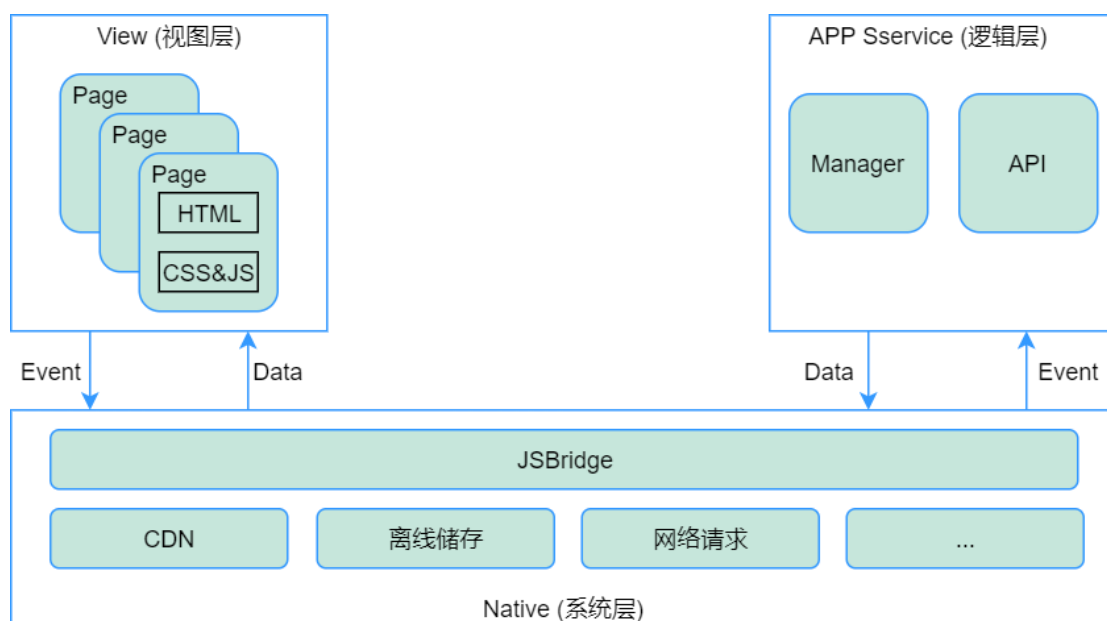 View (视图层)
Page
Page
Page
HTML
CSS&JS
APP Sservice (逻辑层)
Manager
API
Event
Data
Data
Event
JSBridge
CDN
离线储存
网络请求
...
Native (系统层)